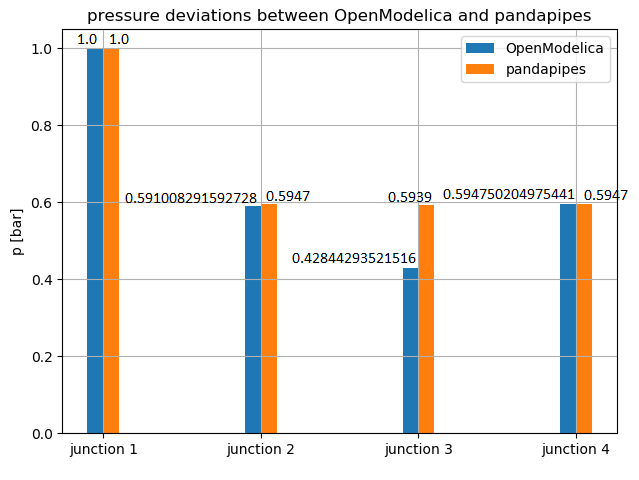 pressure deviations between OpenModelica and pandapipes
OpenModelica
pandapipes
p [bar]
1.0
0.8
0.6
0.4
0.2
0.0
1.0 1.0
0.591008291592728 0.5947
0.42844293521516 0.5939
0.594750204975441 0.5947
junction 1 junction 2 junction 3 junction 4